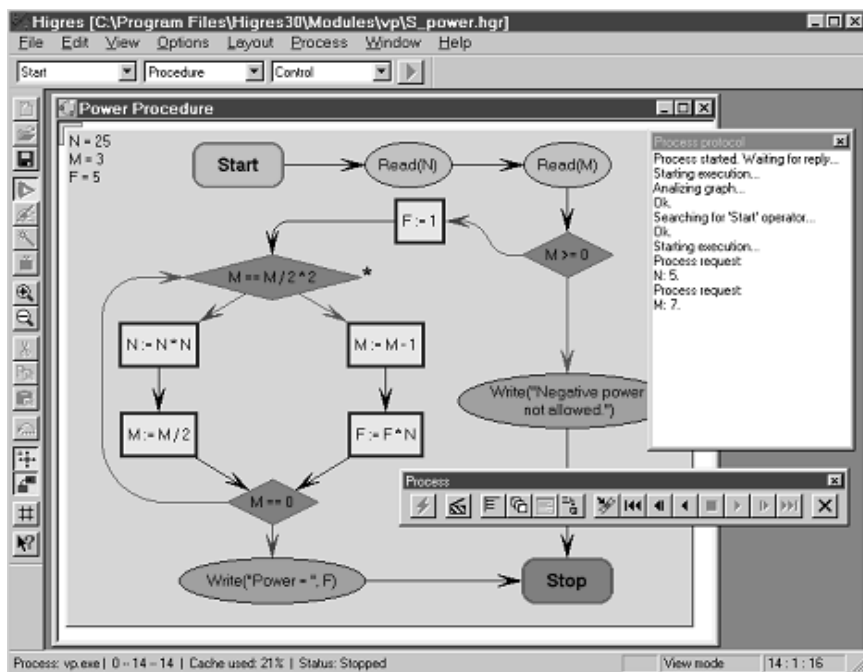 Higres [C:\Program Files\Higres30\Modules\vp\S_power.hgr]
File Edit View Options Layout Process Window Help
Start Procedure Control
Power Procedure
N = 25
M = 3
F = 5
Start
Read(N)
Read(M)
F := 1
M >= 0
M == M / 2 * 2
*
N := N * N
M := M - 1
M := M / 2
F := F * N
Write("Negative power
not allowed.")
M == 0
Write("Power = ", F)
Stop
Process protocol
Process started. Waiting for reply...
Starting execution...
Analizing graph...
Ok.
Searching for 'Start' operator...
Ok.
Starting execution...
Process request
N: 5.
Process request
M: 7.
Process
Process: vp.exe | 0 -- 14 -- 14 | Cache used: 21% | Status: Stopped
View mode
14 : 1 : 16